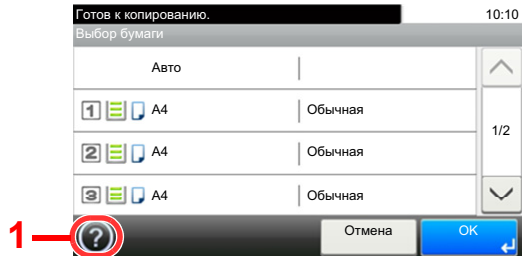 Готов к копированию. 10:10
Выбор бумаги
Авто
1 A4 Обычная
1/2
2 A4 Обычная
3 A4 Обычная
1 ? Отмена OK